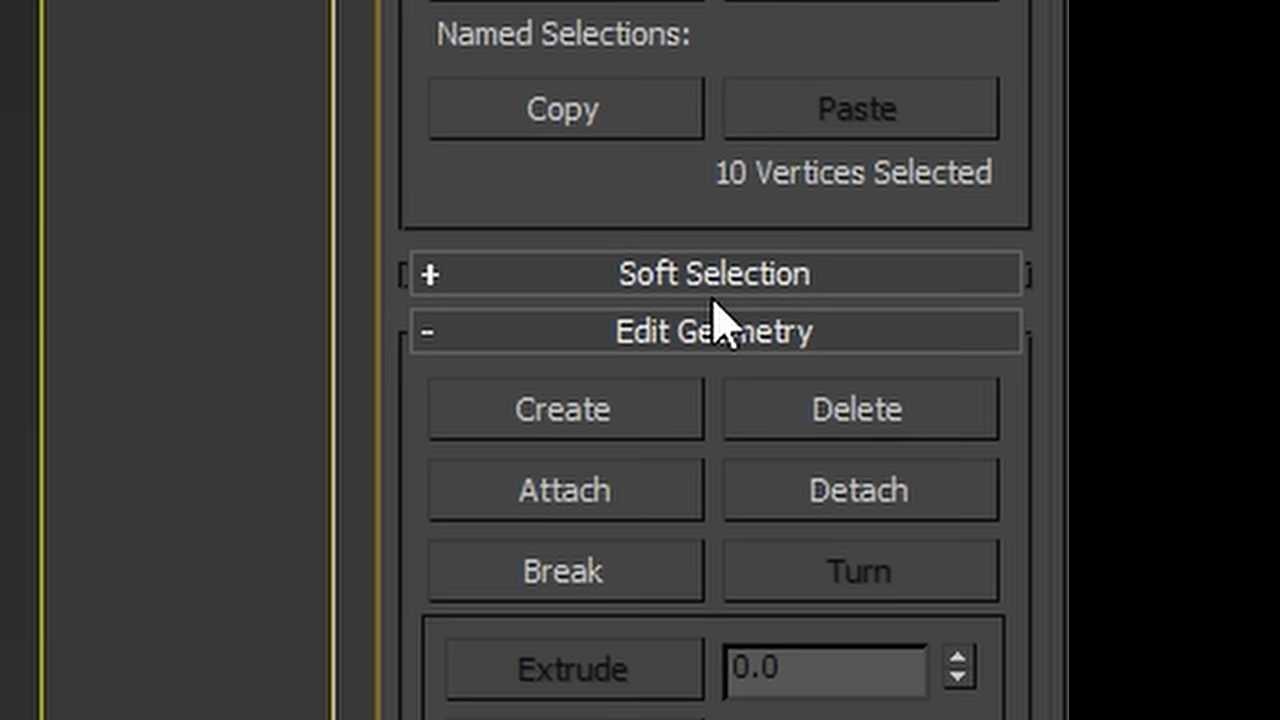 Named Selections:
Copy Paste
10 Vertices Selected
+ Soft Selection
- Edit Geometry
Create Delete
Attach Detach
Break Turn
Extrude 0.0